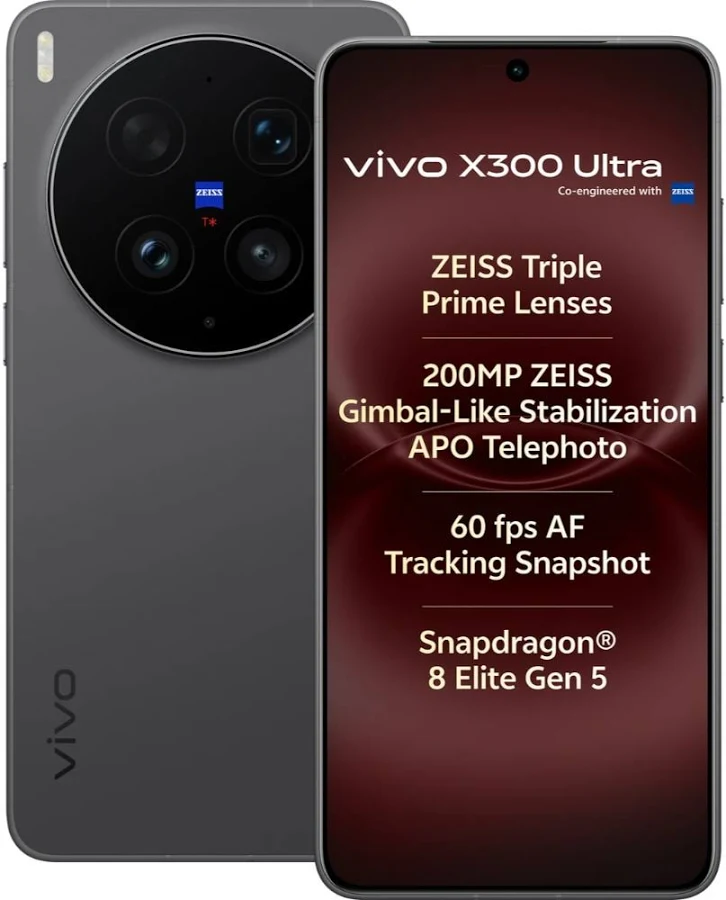 ZEISS
T*
vivo
vivo X300 Ultra
Co-engineered with ZEISS
ZEISS Triple
Prime Lenses
200MP ZEISS
Gimbal-Like Stabilization
APO Telephoto
60 fps AF
Tracking Snapshot
Snapdragon®
8 Elite Gen 5